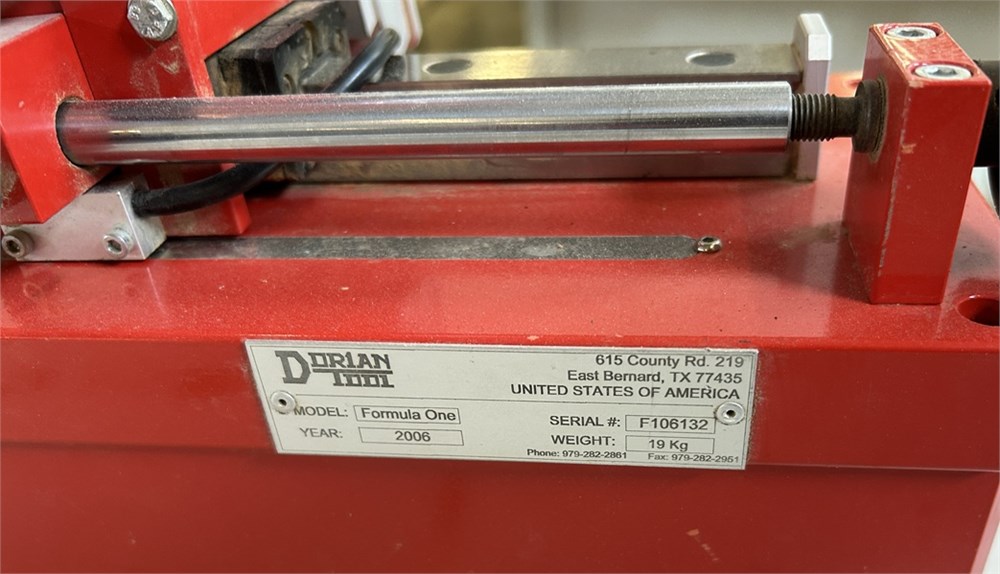 DORIAN
TOOL
615 County Rd. 219
East Bernard, TX 77435
UNITED STATES OF AMERICA
MODEL: Formula One
SERIAL #: F106132
YEAR: 2006
WEIGHT: 19 Kg
Phone: 979-282-2861 Fax: 979-282-2951